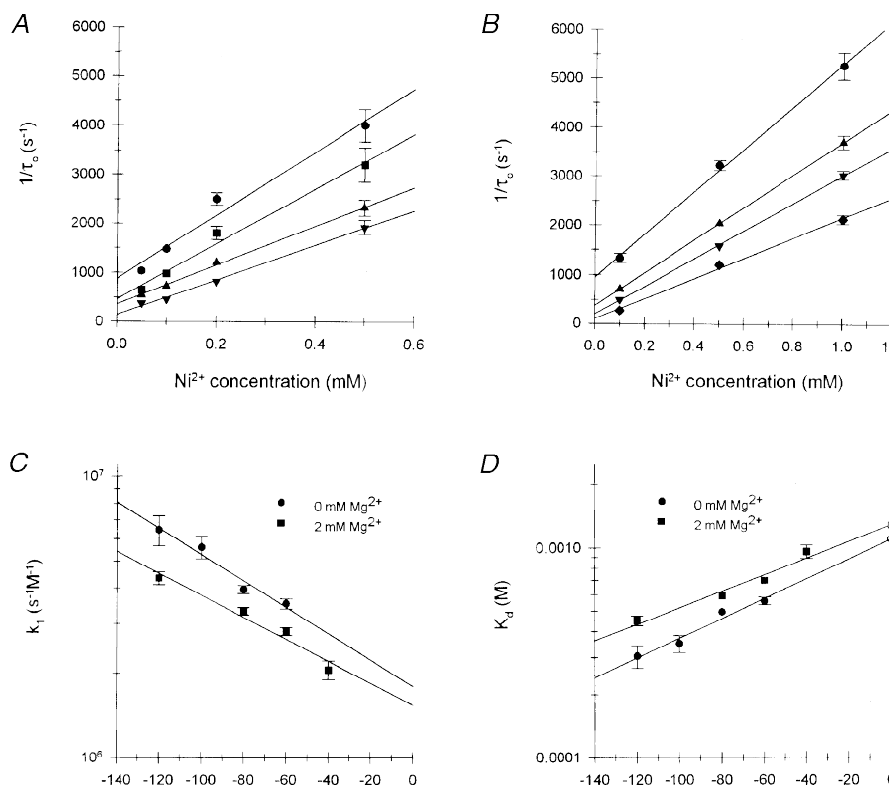 A
6000
5000
4000
3000
2000
1000
0
1/τo (s-1)
0.0 0.2 0.4 0.6
Ni2+ concentration (mM)
B
6000
5000
4000
3000
2000
1000
0
1/τo (s-1)
0.0 0.2 0.4 0.6 0.8 1.0
Ni2+ concentration (mM)
C
10^7
10^6
k1 (s-1M-1)
0 mM Mg2+
2 mM Mg2+
-140 -120 -100 -80 -60 -40 -20 0
D
0.0010
0.0001
Kd (M)
0 mM Mg2+
2 mM Mg2+
-140 -120 -100 -80 -60 -40 -20